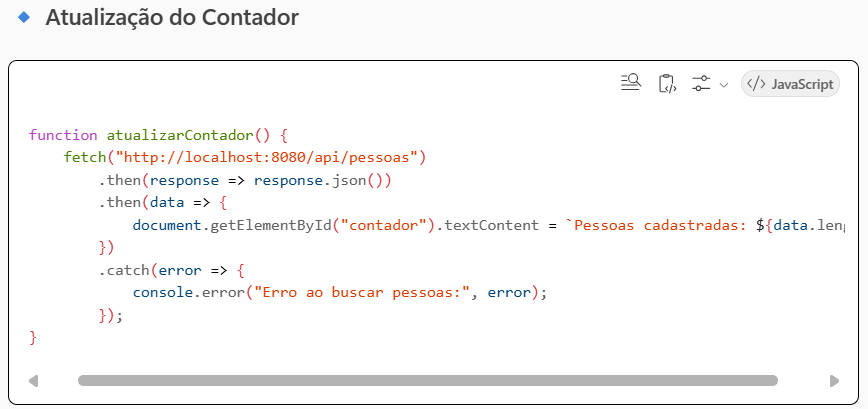 Atualização do Contador
JavaScript
function atualizarContador() {
    fetch("http://localhost:8080/api/pessoas")
        .then(response => response.json())
        .then(data => {
            document.getElementById("contador").textContent = `Pessoas cadastradas: ${data.leng
        })
        .catch(error => {
            console.error("Erro ao buscar pessoas:", error);
        });
}